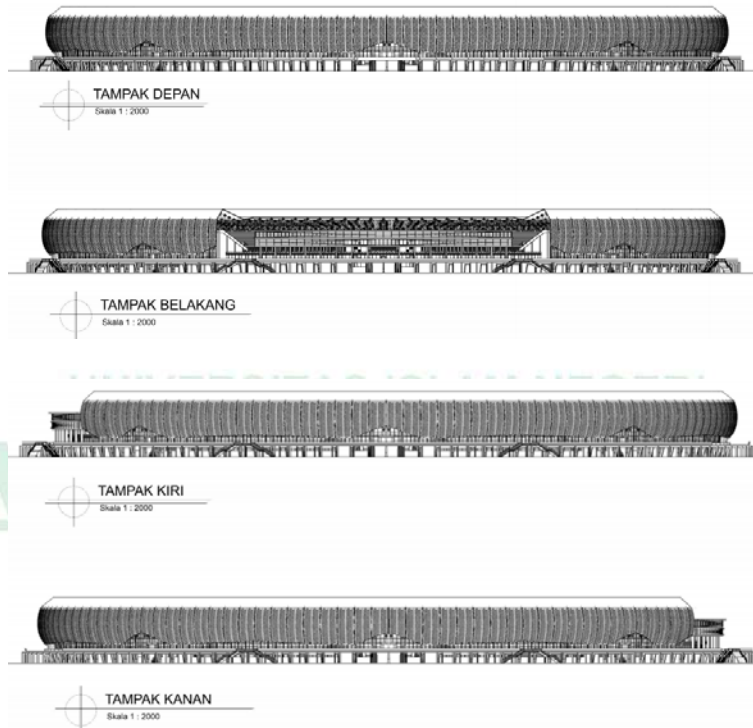 TAMPAK DEPAN
Skala 1 : 2000
TAMPAK BELAKANG
Skala 1 : 2000
TAMPAK KIRI
Skala 1 : 2000
TAMPAK KANAN
Skala 1 : 2000